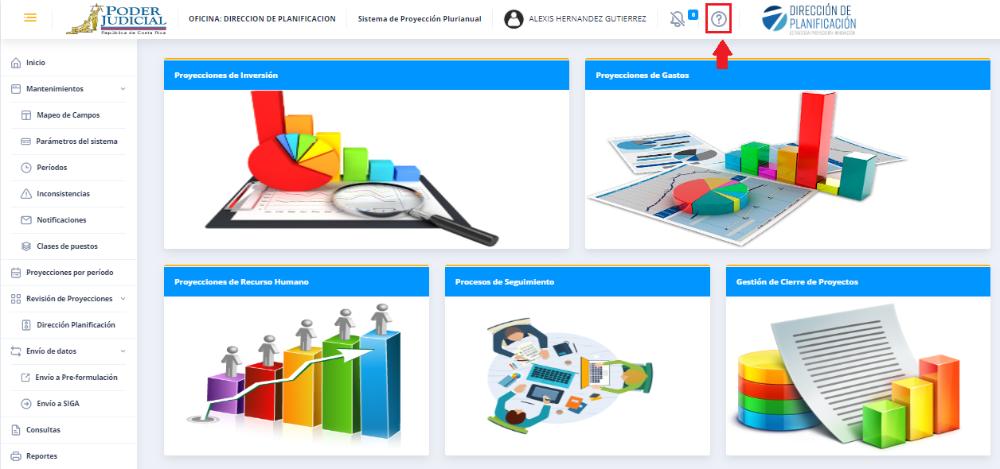 PODER
JUDICIAL
República de Costa Rica
OFICINA: DIRECCION DE PLANIFICACION
Sistema de Proyección Plurianual
ALEXIS HERNANDEZ GUTIERREZ
0
DIRECCIÓN DE
PLANIFICACIÓN
ESTRATEGIA-PROYECCIÓN-INNOVACIÓN
Inicio
Mantenimientos
Mapeo de Campos
Parámetros del sistema
Períodos
Inconsistencias
Notificaciones
Clases de puestos
Proyecciones por período
Revisión de Proyecciones
Dirección Planificación
Envío de datos
Envío a Pre-formulación
Envío a SIGA
Consultas
Reportes
Proyecciones de Inversión
Proyecciones de Gastos
Proyecciones de Recurso Humano
Procesos de Seguimiento
Gestión de Cierre de Proyectos